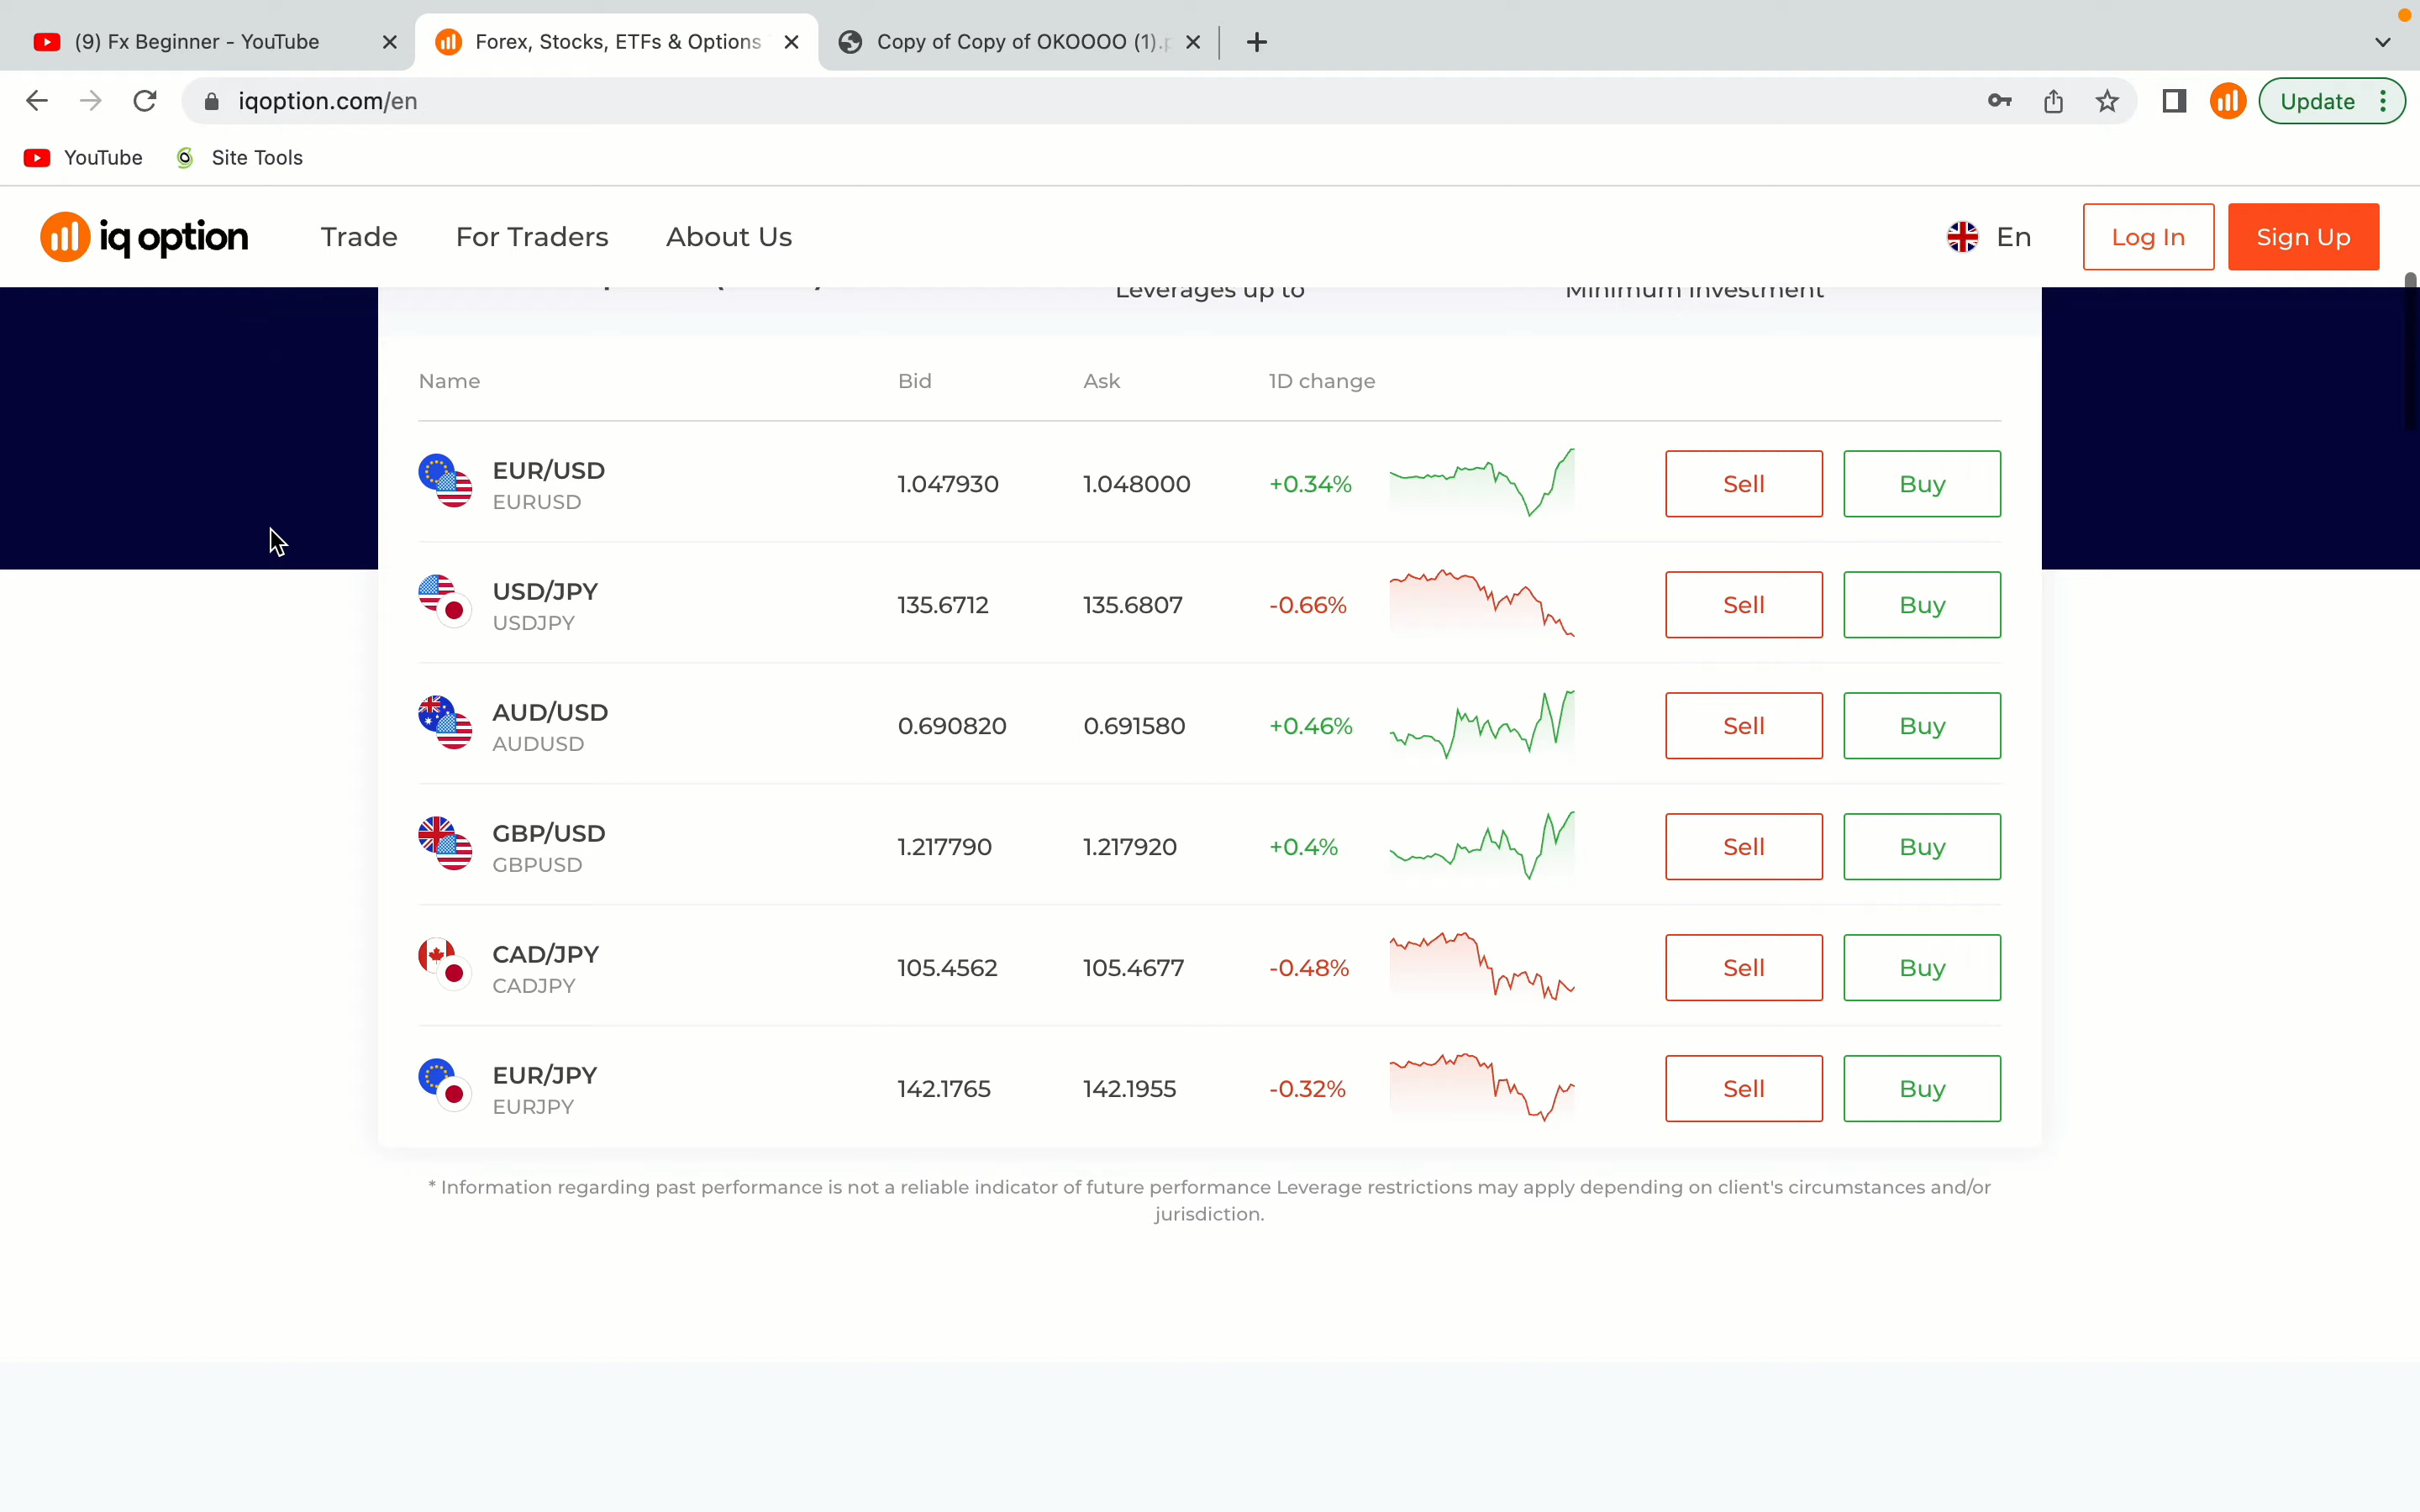 (9) Fx Beginner - YouTube
Forex, Stocks, ETFs & Options
Copy of Copy of OKOOOO (1).p
iqoption.com/en
Update
YouTube
Site Tools
iq option
Trade
For Traders
About Us
En
Log In
Sign Up
Leverages up to
Minimum Investment
Name
Bid
Ask
1D change
EUR/USD
EURUSD
1.047930
1.048000
+0.34%
Sell
Buy
USD/JPY
USDJPY
135.6712
135.6807
-0.66%
Sell
Buy
AUD/USD
AUDUSD
0.690820
0.691580
+0.46%
Sell
Buy
GBP/USD
GBPUSD
1.217790
1.217920
+0.4%
Sell
Buy
CAD/JPY
CADJPY
105.4562
105.4677
-0.48%
Sell
Buy
EUR/JPY
EURJPY
142.1765
142.1955
-0.32%
Sell
Buy
* Information regarding past performance is not a reliable indicator of future performance Leverage restrictions may apply depending on client's circumstances and/or
jurisdiction.